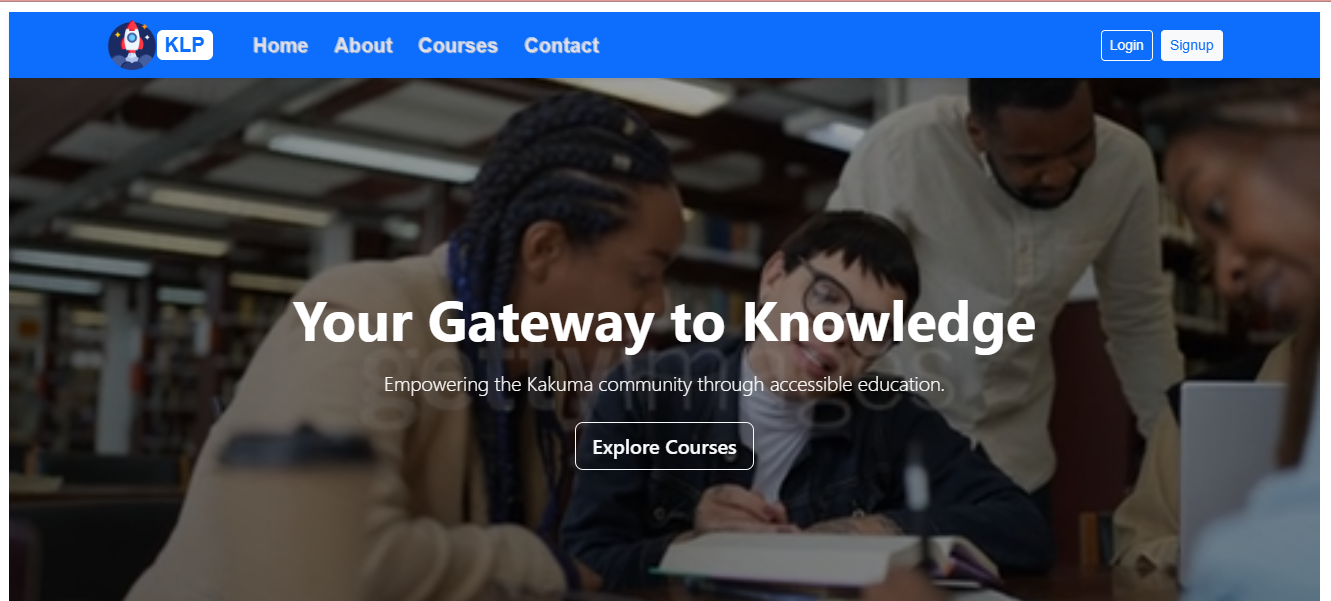 KLP
Home
About
Courses
Contact
Login
Signup
Your Gateway to Knowledge
gettyimages
Empowering the Kakuma community through accessible education.
Explore Courses